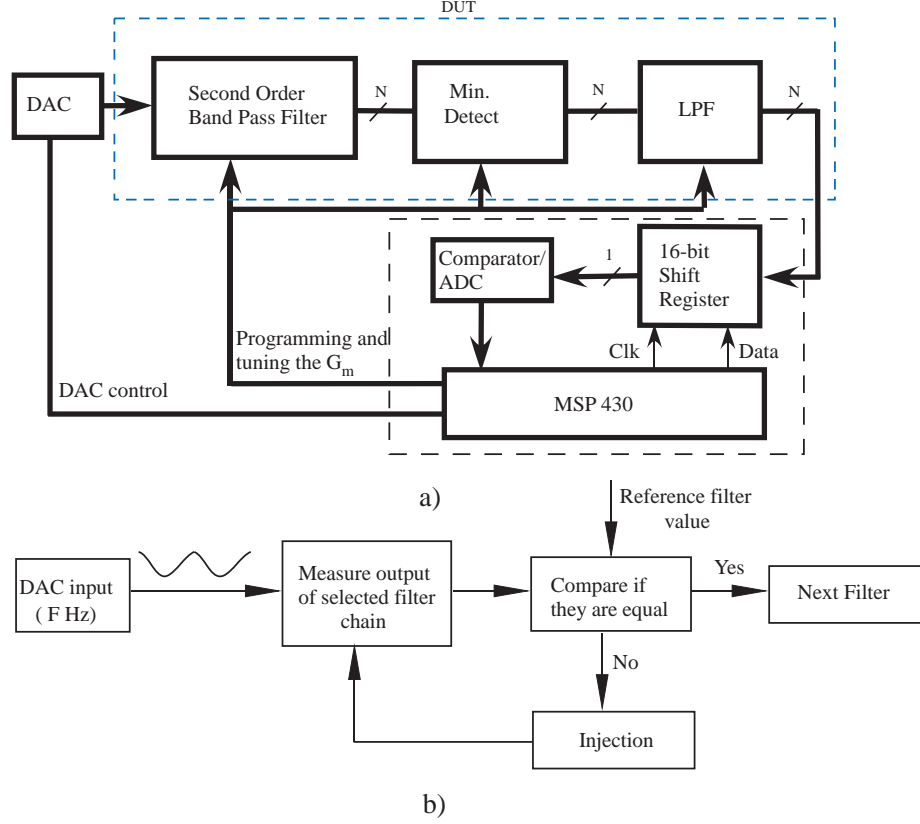 DUT
DAC
Second Order
Band Pass Filter
N
Min.
Detect
N
LPF
N
Comparator/
ADC
1
16-bit
Shift
Register
Programming and
tuning the Gm
Clk
Data
DAC control
MSP 430
a)
Reference filter
value
DAC input
( F Hz)
Measure output
of selected filter
chain
Compare if
they are equal
Yes
Next Filter
No
Injection
b)